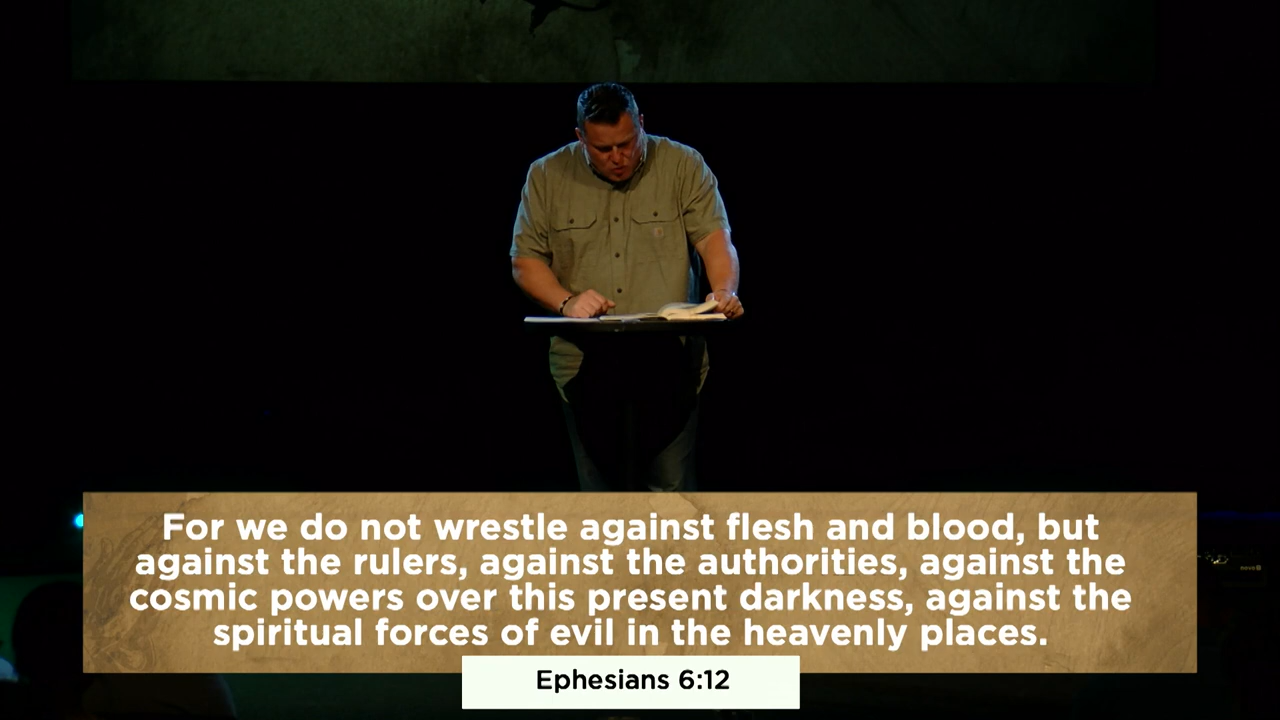 For we do not wrestle against flesh and blood, but
against the rulers, against the authorities, against the
cosmic powers over this present darkness, against the
spiritual forces of evil in the heavenly places.
Ephesians 6:12